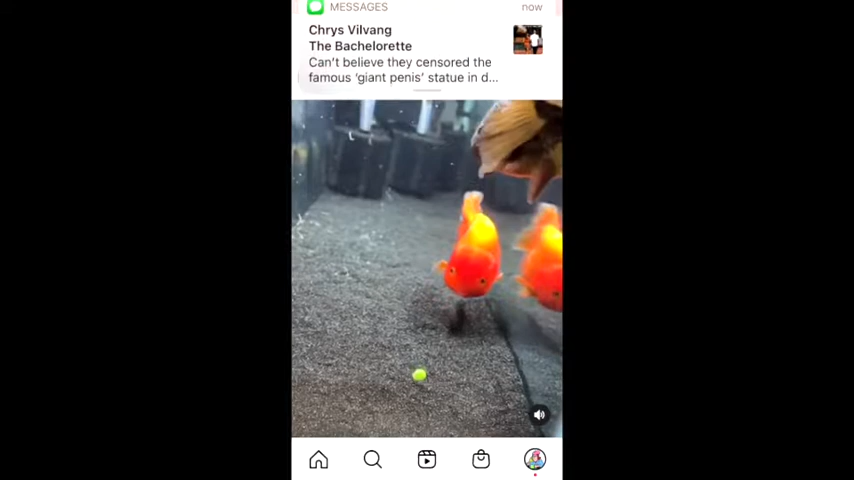 MESSAGES now
Chrys Vilvang
The Bachelorette
Can't believe they censored the
famous 'giant penis' statue in d...